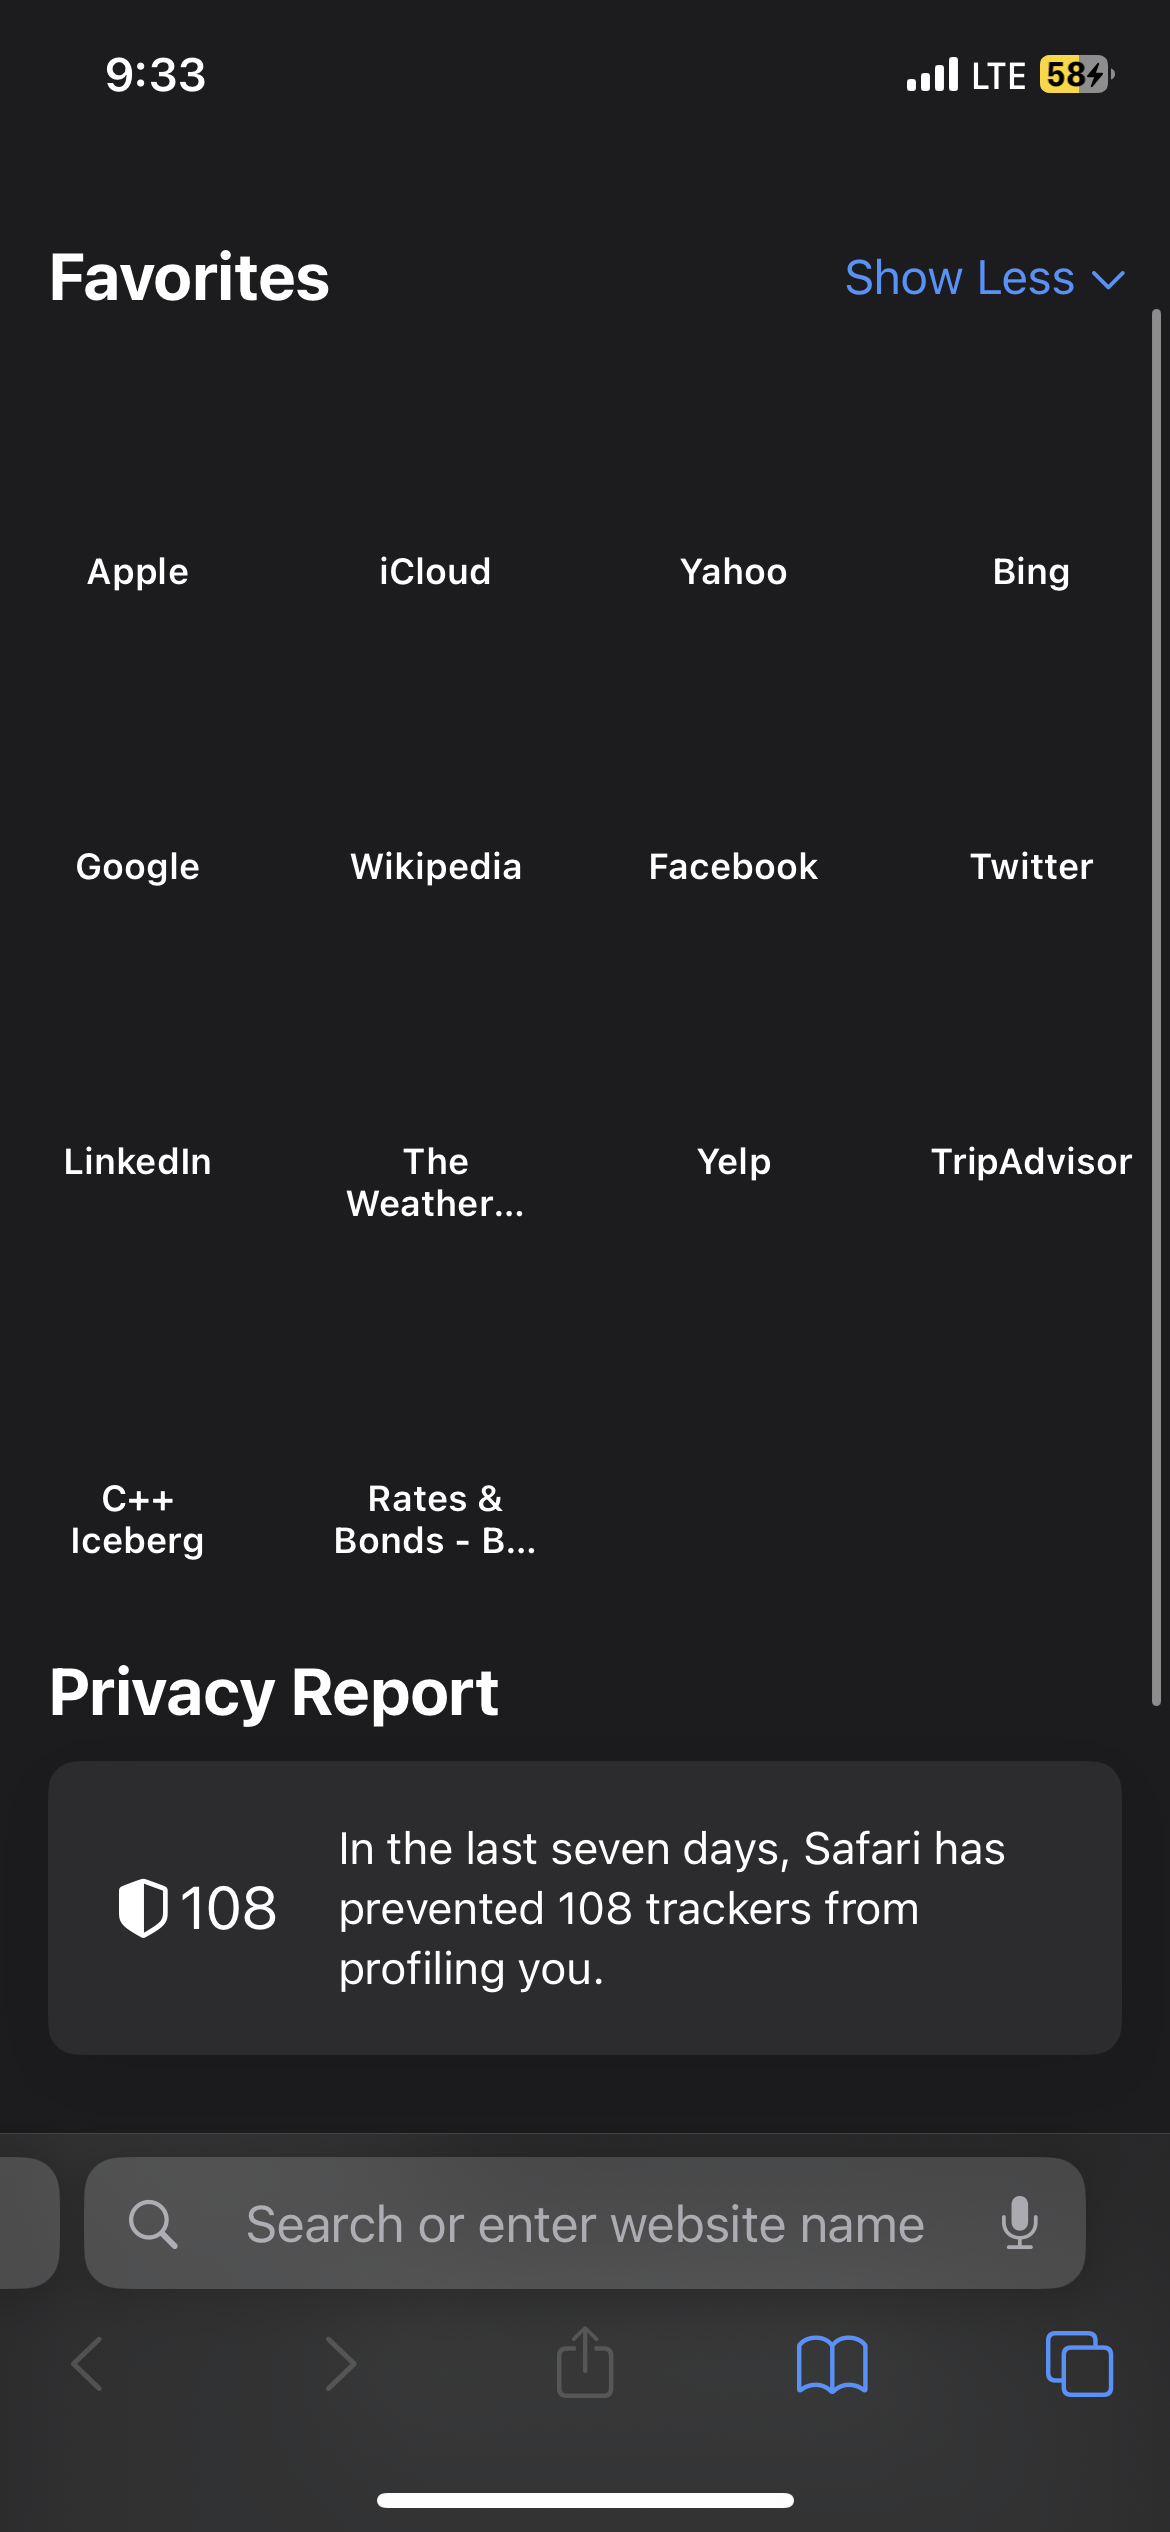 9:33
LTE 58
Favorites
Show Less
Apple
iCloud
Yahoo
Bing
Google
Wikipedia
Facebook
Twitter
LinkedIn
The
Weather...
Yelp
TripAdvisor
C++
Iceberg
Rates &
Bonds - B...
Privacy Report
108
In the last seven days, Safari has
prevented 108 trackers from
profiling you.
Search or enter website name